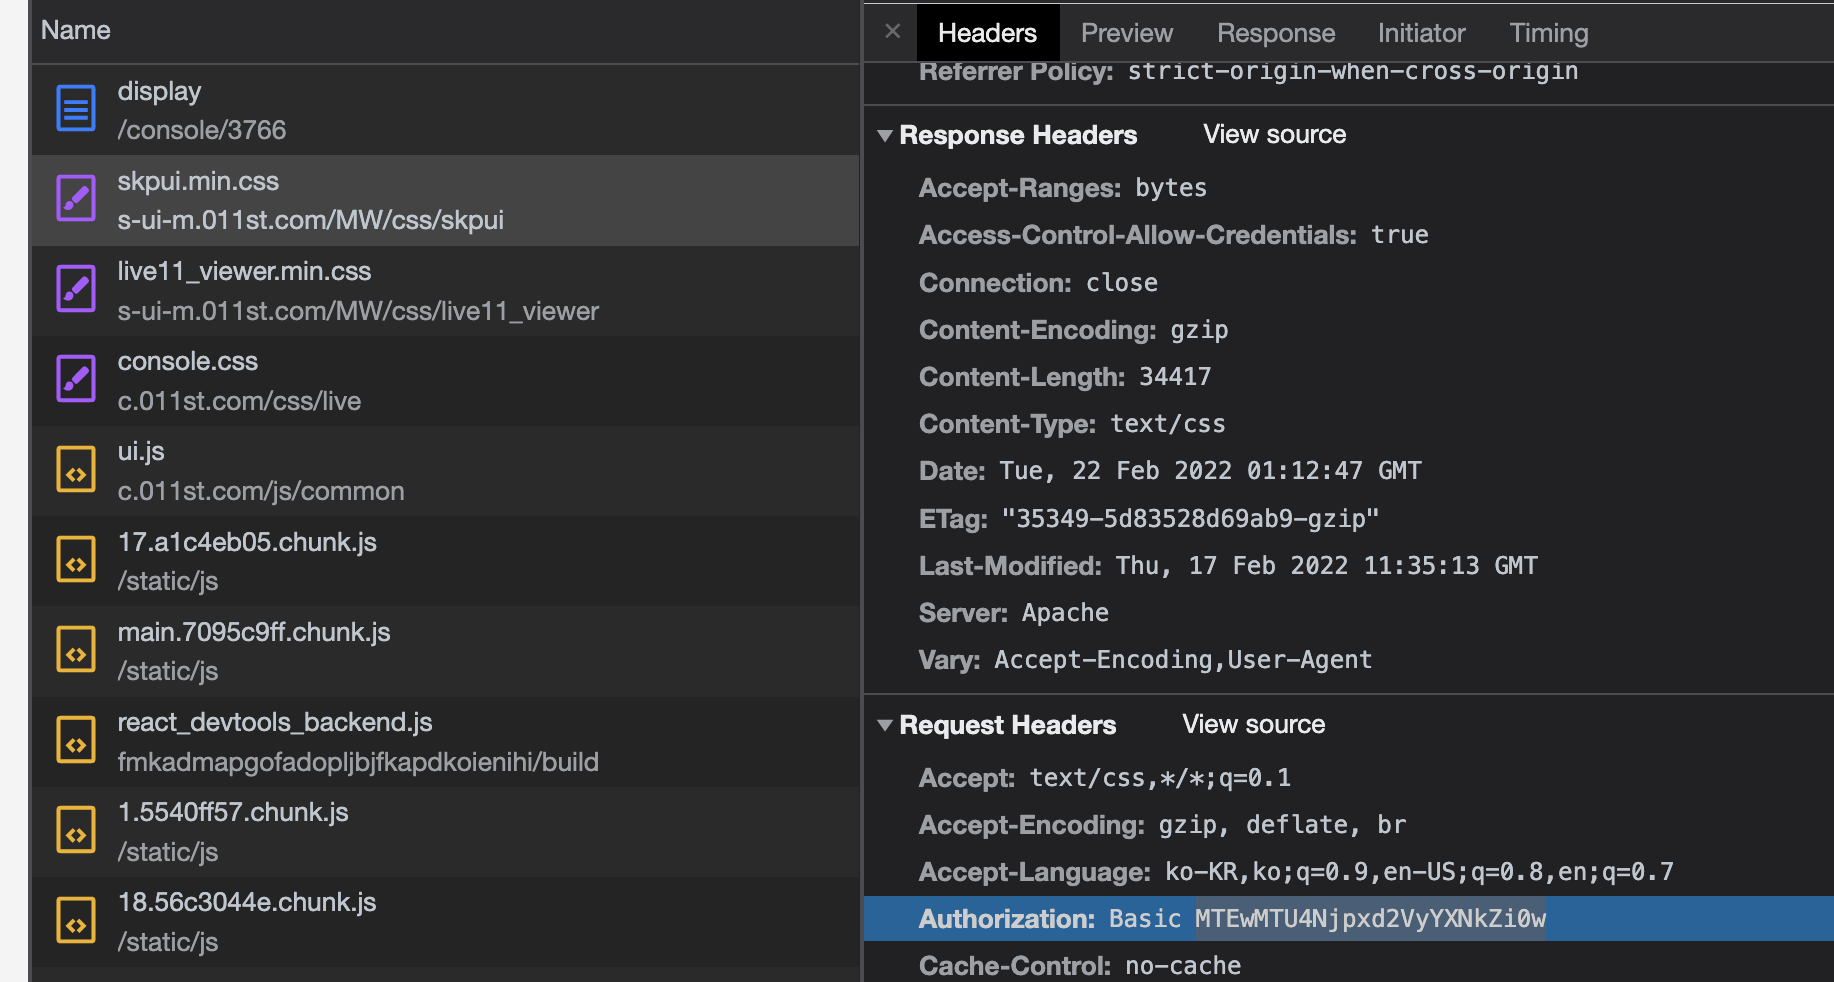 Name
display
/console/3766
skpui.min.css
s-ui-m.011st.com/MW/css/skpui
live11_viewer.min.css
s-ui-m.011st.com/MW/css/live11_viewer
console.css
c.011st.com/css/live
ui.js
c.011st.com/js/common
17.a1c4eb05.chunk.js
/static/js
main.7095c9ff.chunk.js
/static/js
react_devtools_backend.js
fmkadmapgofadopljbjfkapdkoienihi/build
1.5540ff57.chunk.js
/static/js
18.56c3044e.chunk.js
/static/js
× Headers Preview Response Initiator Timing
Referrer Policy: strict-origin-when-cross-origin
Response Headers View source
Accept-Ranges: bytes
Access-Control-Allow-Credentials: true
Connection: close
Content-Encoding: gzip
Content-Length: 34417
Content-Type: text/css
Date: Tue, 22 Feb 2022 01:12:47 GMT
ETag: "35349-5d83528d69ab9-gzip"
Last-Modified: Thu, 17 Feb 2022 11:35:13 GMT
Server: Apache
Vary: Accept-Encoding,User-Agent
Request Headers View source
Accept: text/css,*/*;q=0.1
Accept-Encoding: gzip, deflate, br
Accept-Language: ko-KR,ko;q=0.9,en-US;q=0.8,en;q=0.7
Authorization: Basic MTEwMTU4Njpxd2VyYXNkZi0w
Cache-Control: no-cache